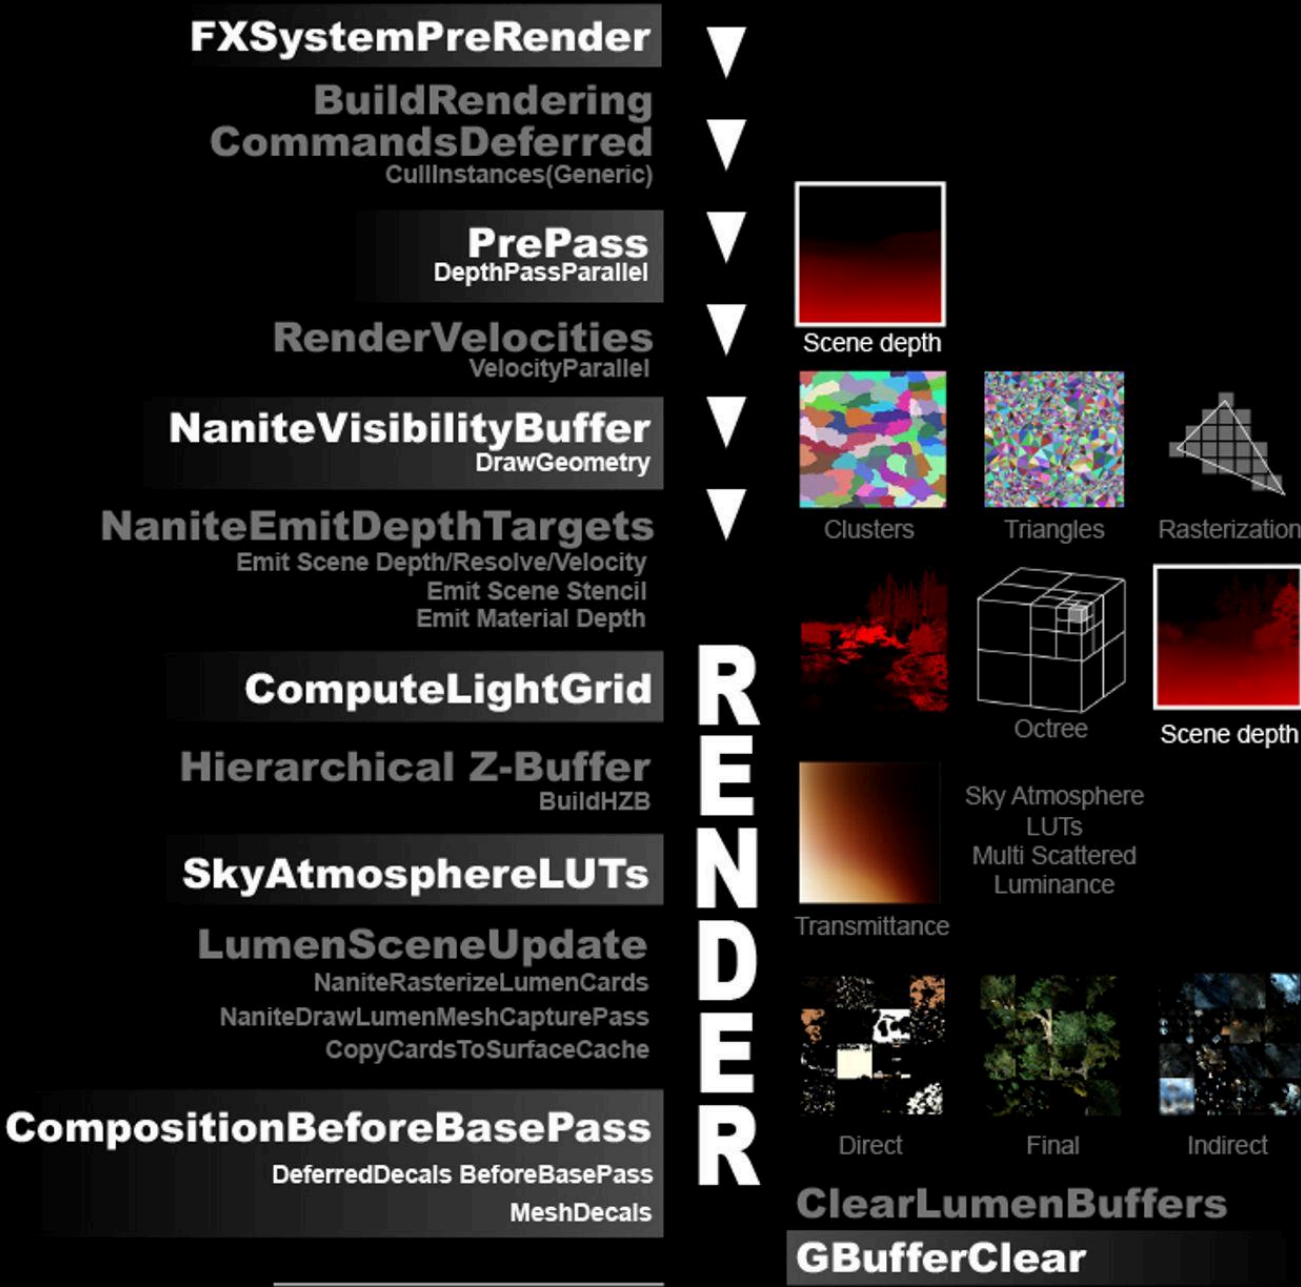 FXSystemPreRender
BuildRendering
CommandsDeferred
CullInstances(Generic)
PrePass
DepthPassParallel
RenderVelocities
VelocityParallel
NaniteVisibilityBuffer
DrawGeometry
NaniteEmitDepthTargets
Emit Scene Depth/Resolve/Velocity
Emit Scene Stencil
Emit Material Depth
ComputeLightGrid
Hierarchical Z-Buffer
BuildHZB
SkyAtmosphereLUTs
LumenSceneUpdate
NaniteRasterizeLumenCards
NaniteDrawLumenMeshCapturePass
CopyCardsToSurfaceCache
CompositionBeforeBasePass
DeferredDecals BeforeBasePass
MeshDecals
RENDER
Scene depth
Clusters Triangles Rasterization
Octree
Scene depth
Sky Atmosphere
LUTs
Multi Scattered
Luminance
Transmittance
Direct Final Indirect
ClearLumenBuffers
GBufferClear